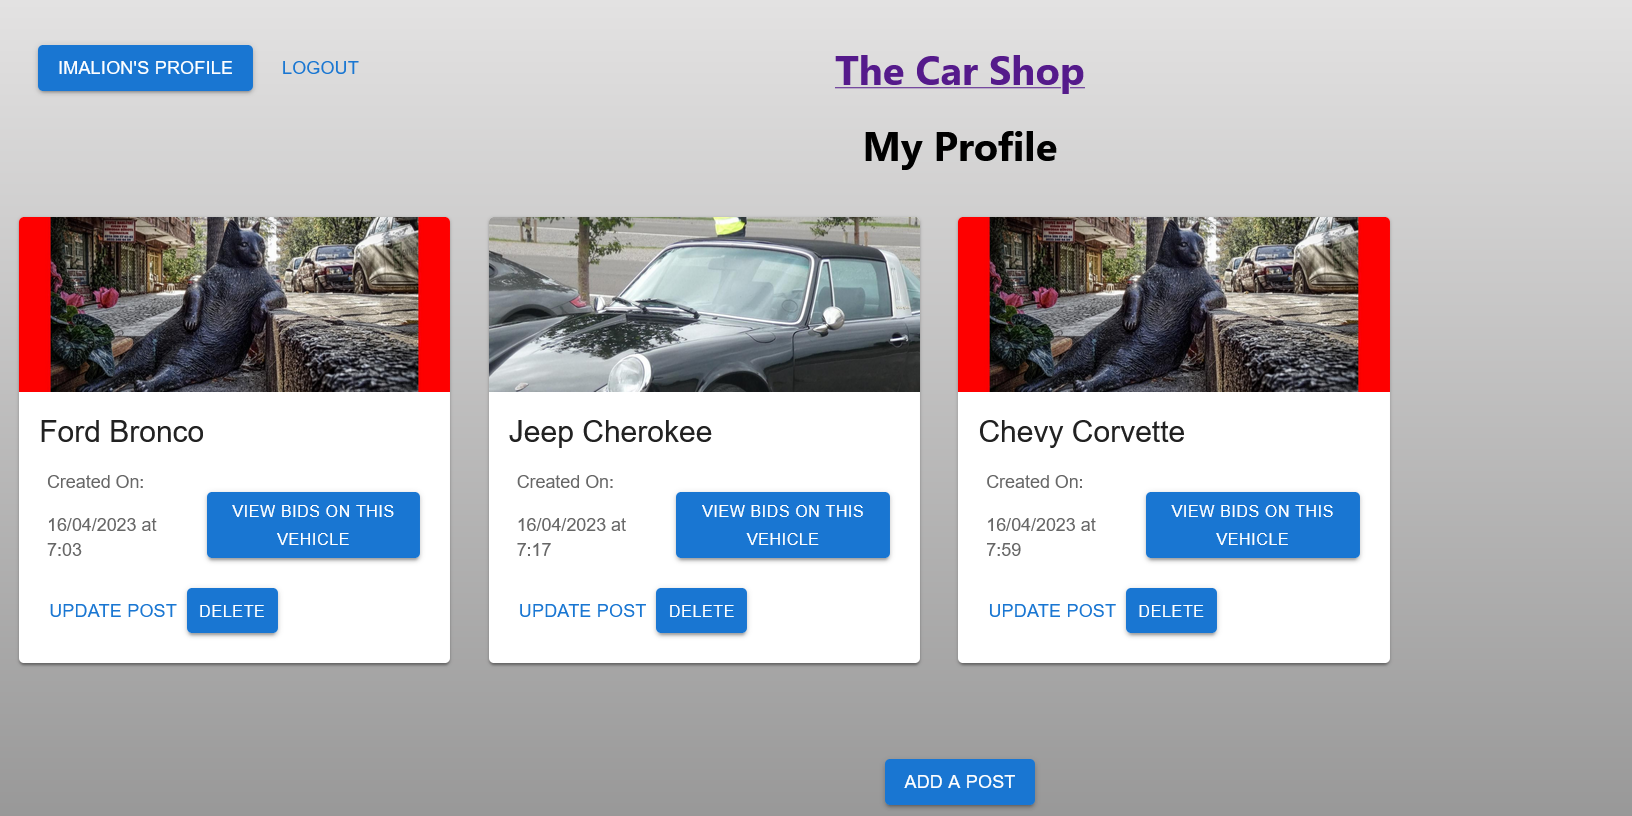 IMALION'S PROFILE
LOGOUT
The Car Shop
My Profile
Ford Bronco
Created On:
16/04/2023 at
7:03
VIEW BIDS ON THIS
VEHICLE
UPDATE POST
DELETE
Jeep Cherokee
Created On:
16/04/2023 at
7:17
VIEW BIDS ON THIS
VEHICLE
UPDATE POST
DELETE
Chevy Corvette
Created On:
16/04/2023 at
7:59
VIEW BIDS ON THIS
VEHICLE
UPDATE POST
DELETE
ADD A POST